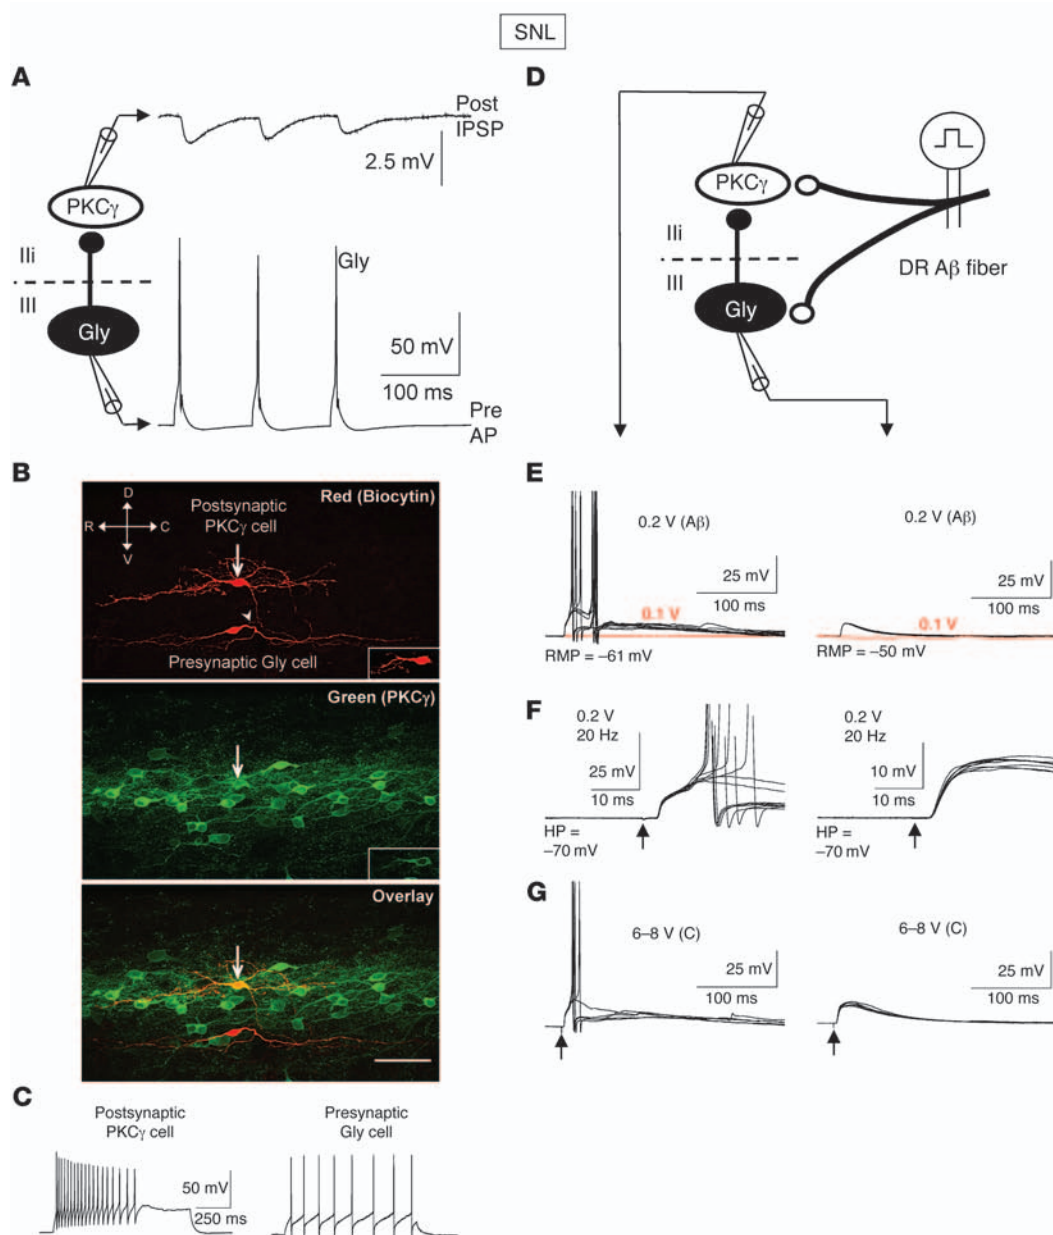 SNL
A
Post
IPSP
2.5 mV
PKCγ
IIi
III
Gly
Gly
50 mV
100 ms
Pre
AP
D
PKCγ
IIi
III
Gly
DR Aβ fiber
B
Red (Biocytin)
D
R
C
V
Postsynaptic
PKCγ cell
Presynaptic Gly cell
Green (PKCγ)
Overlay
C
Postsynaptic
PKCγ cell
50 mV
250 ms
Presynaptic
Gly cell
E
0.2 V (Aβ)
25 mV
100 ms
0.1 V
RMP = –61 mV
0.2 V (Aβ)
25 mV
100 ms
0.1 V
RMP = –50 mV
F
0.2 V
20 Hz
25 mV
10 ms
HP =
–70 mV
0.2 V
20 Hz
10 mV
10 ms
HP =
–70 mV
G
6–8 V (C)
25 mV
100 ms
6–8 V (C)
25 mV
100 ms